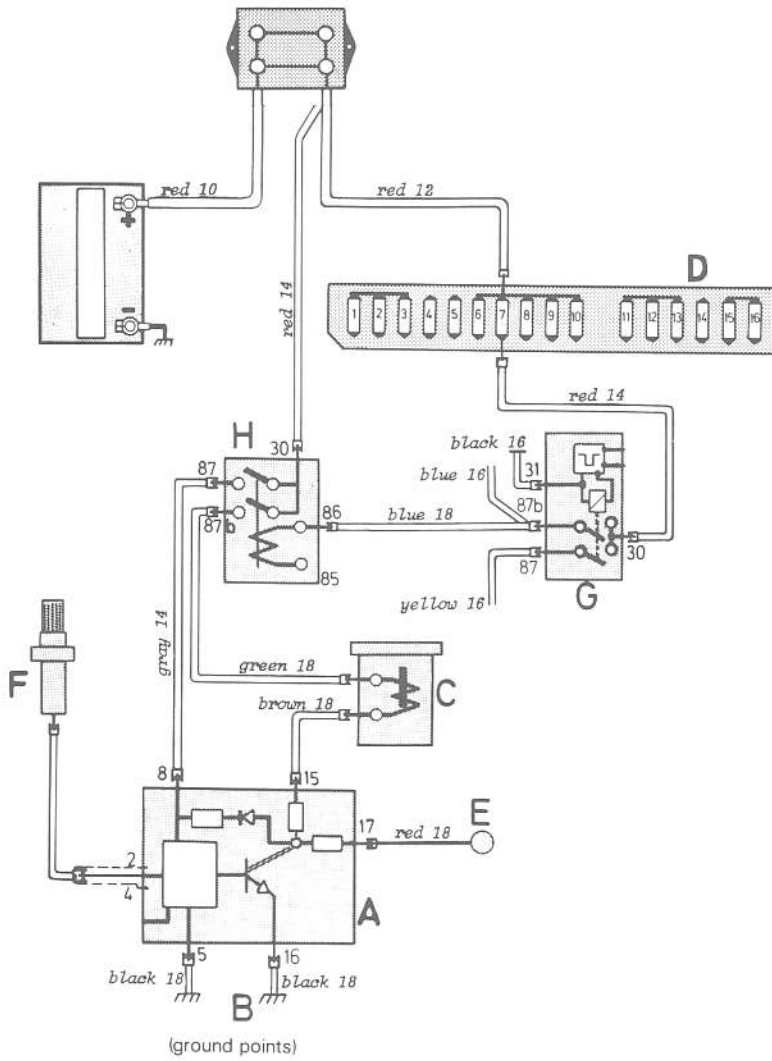 red 10
red 12
+
-
red 14
D
1 2 3 4 5 6 7 8 9 10 11 12 13 14 15 16
red 14
H
30
black 16
31
87
blue 16
87b
86
87b
blue 18
30
85
87
G
yellow 16
gray 14
F
green 18
C
brown 18
8
15
E
17
red 18
2
4
A
5
16
black 18
black 18
B
(ground points)